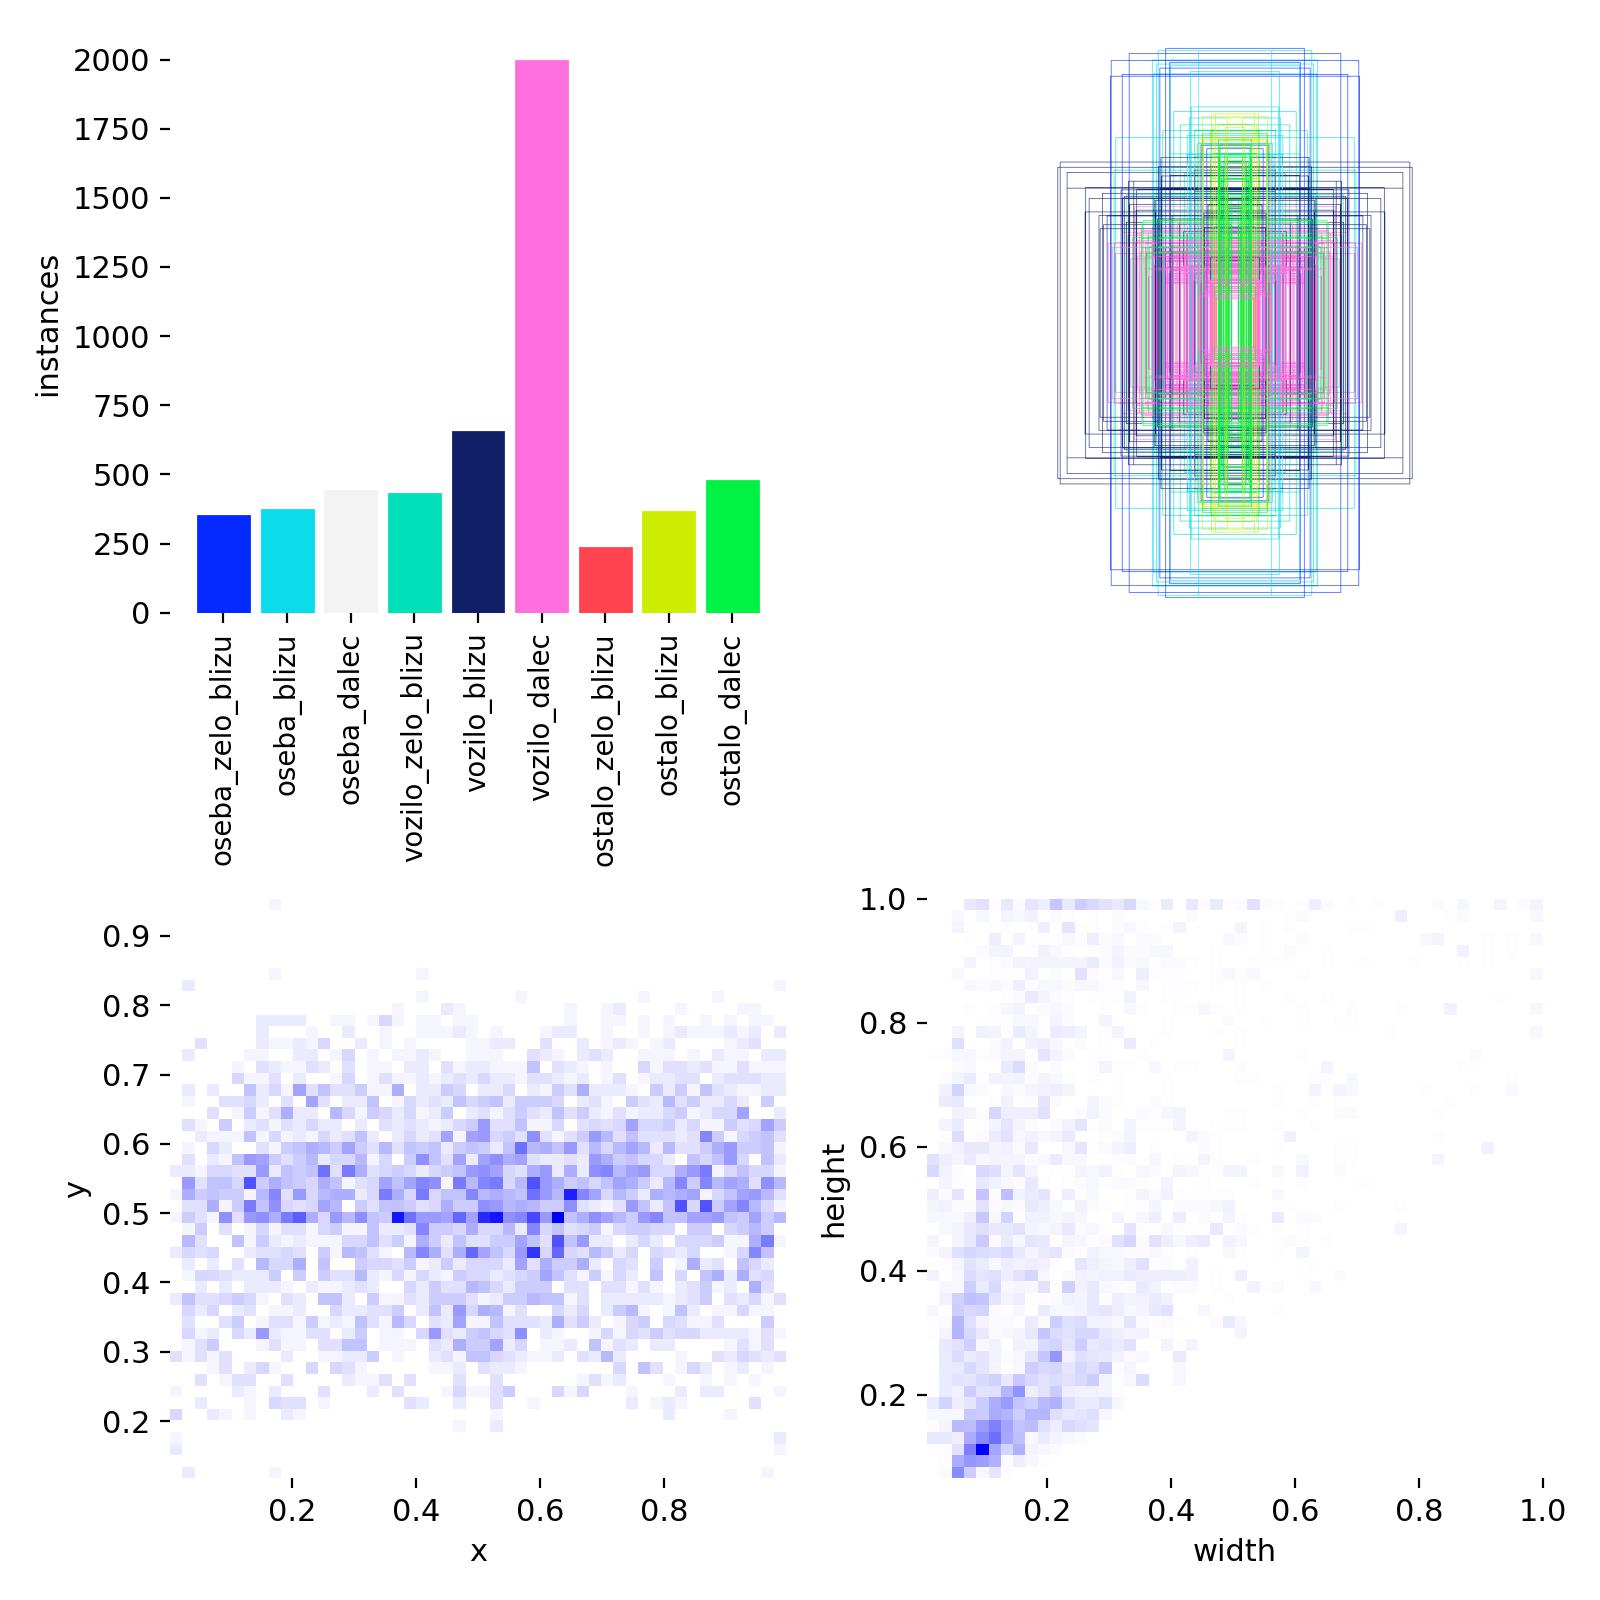 instances
2000
1750
1500
1250
1000
750
500
250
0
oseba_zelo_blizu
oseba_blizu
oseba_dalec
vozilo_zelo_blizu
vozilo_blizu
vozilo_dalec
ostalo_zelo_blizu
ostalo_blizu
ostalo_dalec
y
0.9
0.8
0.7
0.6
0.5
0.4
0.3
0.2
0.2 0.4 0.6 0.8
x
height
1.0
0.8
0.6
0.4
0.2
0.2 0.4 0.6 0.8 1.0
width